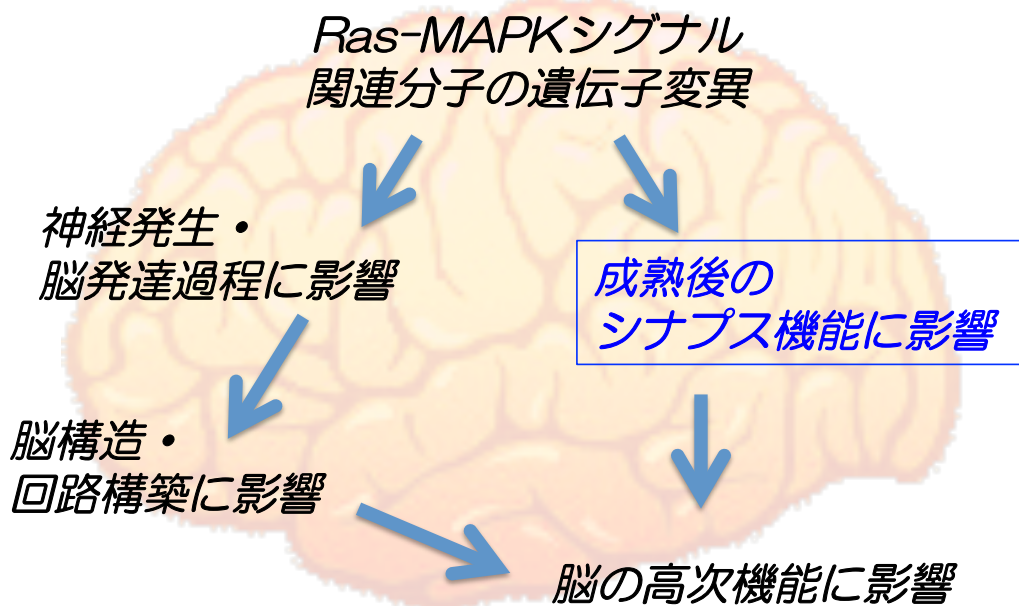 Ras-MAPKシグナル
関連分子の遺伝子変異
神経発生・
脳発達過程に影響
成熟後の
シナプス機能に影響
脳構造・
回路構築に影響
脳の高次機能に影響